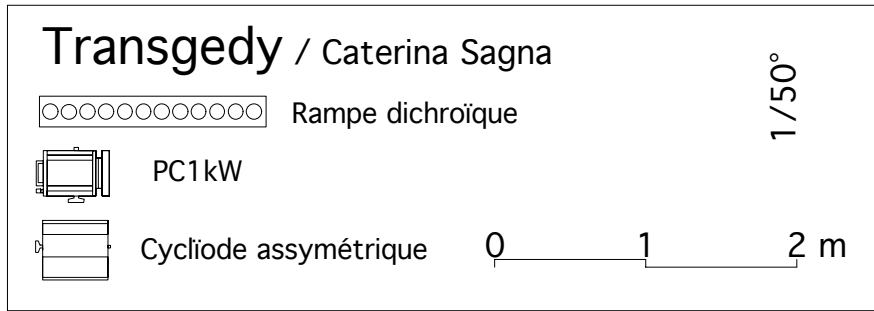 Transgedy / Caterina Sagna
1/50°
Rampe dichroïque
PC1kW
Cyclïode assymétrique
0 1 2 m